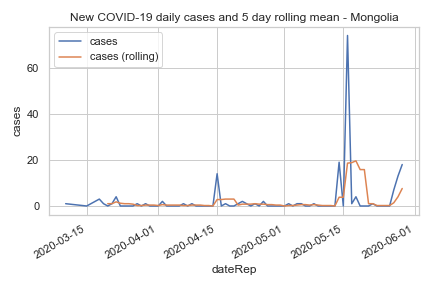 New COVID-19 daily cases and 5 day rolling mean - Mongolia
cases
cases (rolling)
60
40
20
0
cases
2020-03-15
2020-04-01
2020-04-15
2020-05-01
2020-05-15
2020-06-01
dateRep